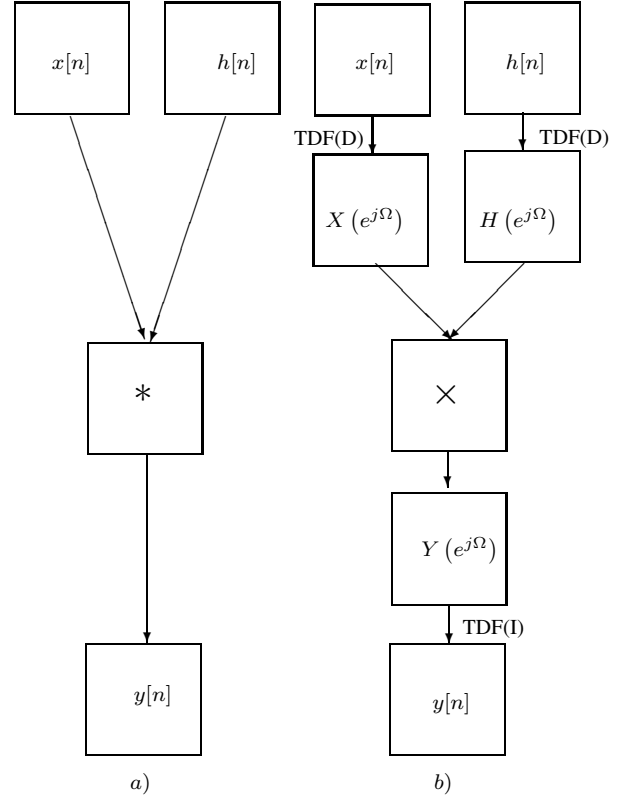 x[n] h[n] x[n] h[n]
TDF(D) TDF(D)
X (e^{jΩ}) H (e^{jΩ})
* ×
Y (e^{jΩ})
TDF(I)
y[n] y[n]
a) b)